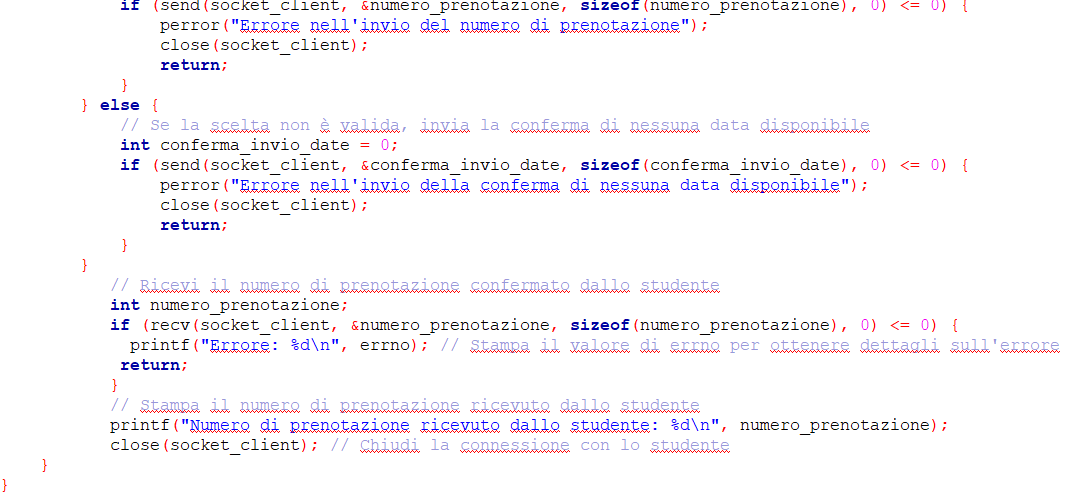 if (send(socket_client, &numero_prenotazione, sizeof(numero_prenotazione), 0) <= 0) {
perror("Errore nell'invio del numero di prenotazione");
close(socket_client);
return;
}
} else {
// Se la scelta non è valida, invia la conferma di nessuna data disponibile
int conferma_invio_date = 0;
if (send(socket_client, &conferma_invio_date, sizeof(conferma_invio_date), 0) <= 0) {
perror("Errore nell'invio della conferma di nessuna data disponibile");
close(socket_client);
return;
}
}
// Ricevi il numero di prenotazione confermato dallo studente
int numero_prenotazione;
if (recv(socket_client, &numero_prenotazione, sizeof(numero_prenotazione), 0) <= 0) {
printf("Errore: %d\n", errno); // Stampa il valore di errno per ottenere dettagli sull'errore
return;
}
// Stampa il numero di prenotazione ricevuto dallo studente
printf("Numero di prenotazione ricevuto dallo studente: %d\n", numero_prenotazione);
close(socket_client); // Chiudi la connessione con lo studente
}
}